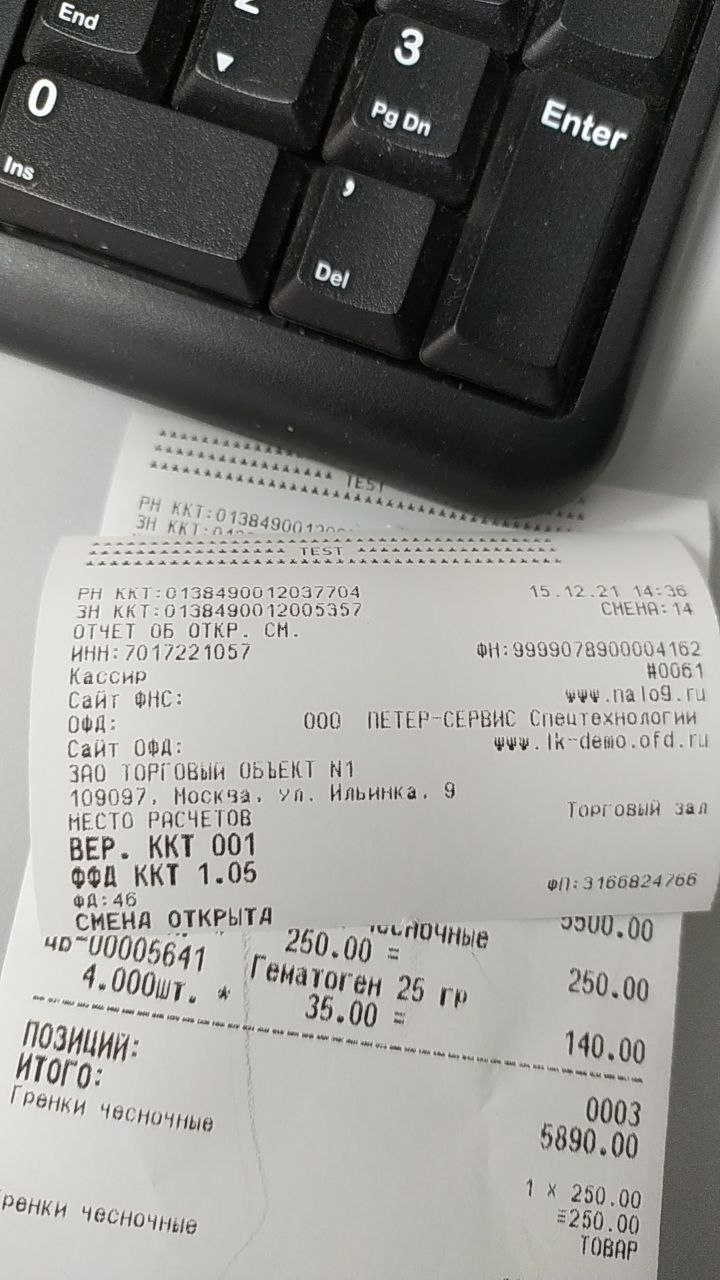 End
2
3
Pg Dn
Enter
0
Ins
,
Del
TEST
РН ККТ:013849001203
ЗН ККТ:
TEST
РН ККТ:0138490012037704 15.12.21 14:36
ЗН ККТ:0138490012005357 СМЕНА:14
ОТЧЕТ ОБ ОТКР. СМ.
ИНН:7017221057 ФН:9999078900004162
Кассир #0061
Сайт ФНС: www.nalog.ru
ОФД: ООО ПЕТЕР-СЕРВИС Спецтехнологии
Сайт ОФД: www.lk-demo.ofd.ru
ЗАО ТОРГОВЫЙ ОБЪЕКТ N1
109097, Москва, ул. Ильинка, 9
МЕСТО РАСЧЕТОВ Торговый зал
ВЕР. ККТ 001
ФФД ККТ 1.05
ФД:46 ФП:3166824766
СМЕНА ОТКРЫТА
5500.00
00005641 чесночные
250.00 = 250.00
Гематоген 25 гр
4.000шт. * 35.00 = 140.00
ПОЗИЦИЙ: 0003
ИТОГО: 5890.00
Гренки чесночные
1 X 250.00
=250.00
Гренки чесночные ТОВАР